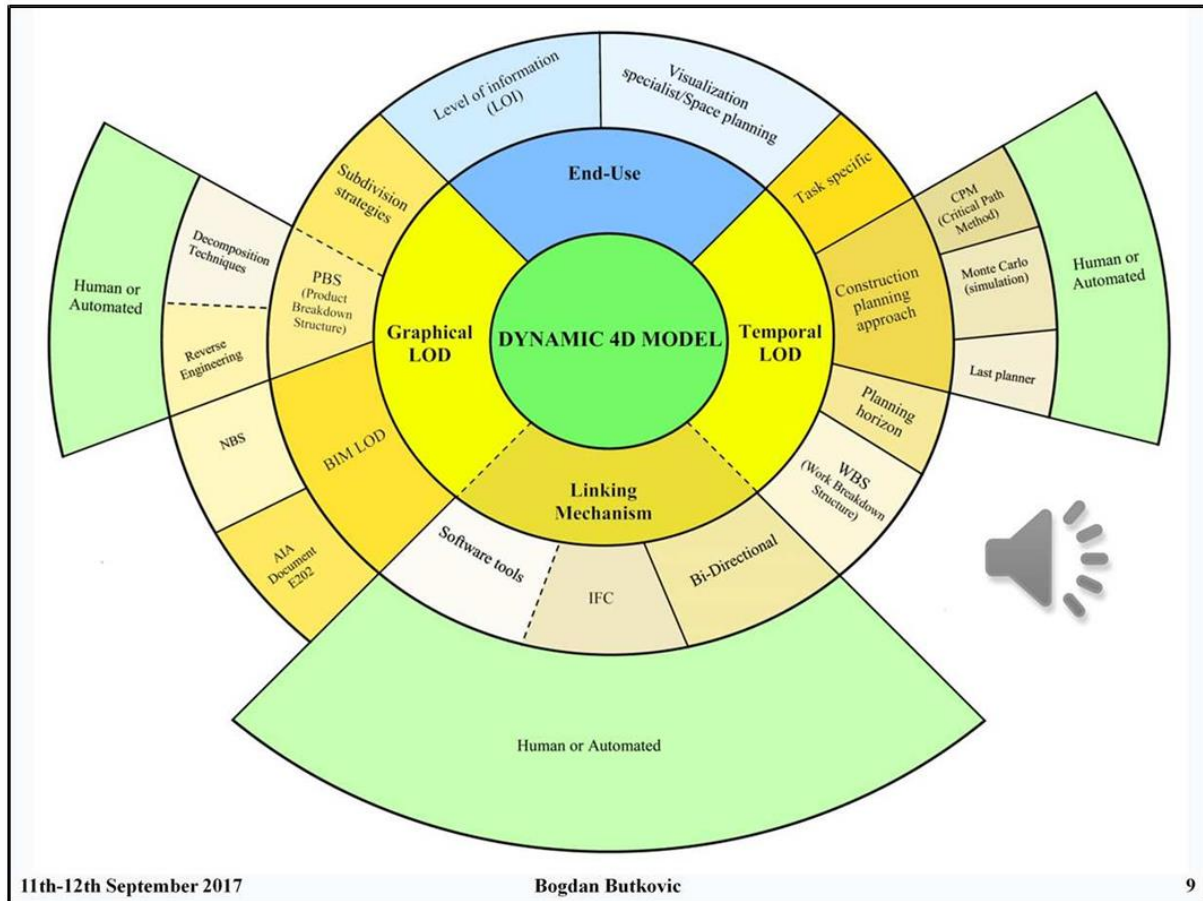 Level of information
(LOI)
Visualization
specialist/Space planning
End-Use
Subdivision
strategies
Task specific
CPM
(Critical Path
Method)
Decomposition
Techniques
Human or
Automated
PBS
(Product
Breakdown
Structure)
Graphical
LOD
DYNAMIC 4D MODEL
Temporal
LOD
Construction
planning
approach
Monte Carlo
(simulation)
Human or
Automated
Reverse
Engineering
Last planner
Planning
horizon
NBS
BIM LOD
WBS
(Work Breakdown
Structure)
Linking
Mechanism
AIA
Document
E202
Software tools
IFC
Bi-Directional
Human or Automated
11th-12th September 2017
Bogdan Butkovic
9